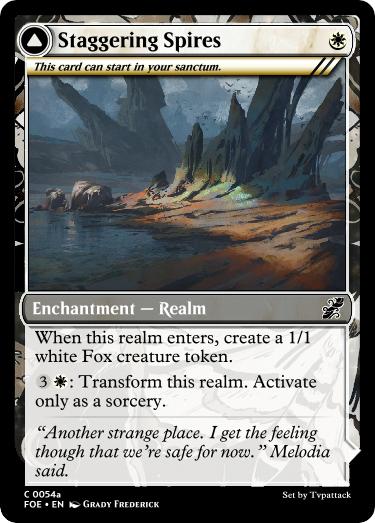 Staggering Spires
This card can start in your sanctum.
Enchantment — Realm
When this realm enters, create a 1/1
white Fox creature token.
3 : Transform this realm. Activate
only as a sorcery.
“Another strange place. I get the feeling
though that we’re safe for now.” Melodia
said.
C 0054a
FOE • EN Grady Frederick
Set by Tvpattack